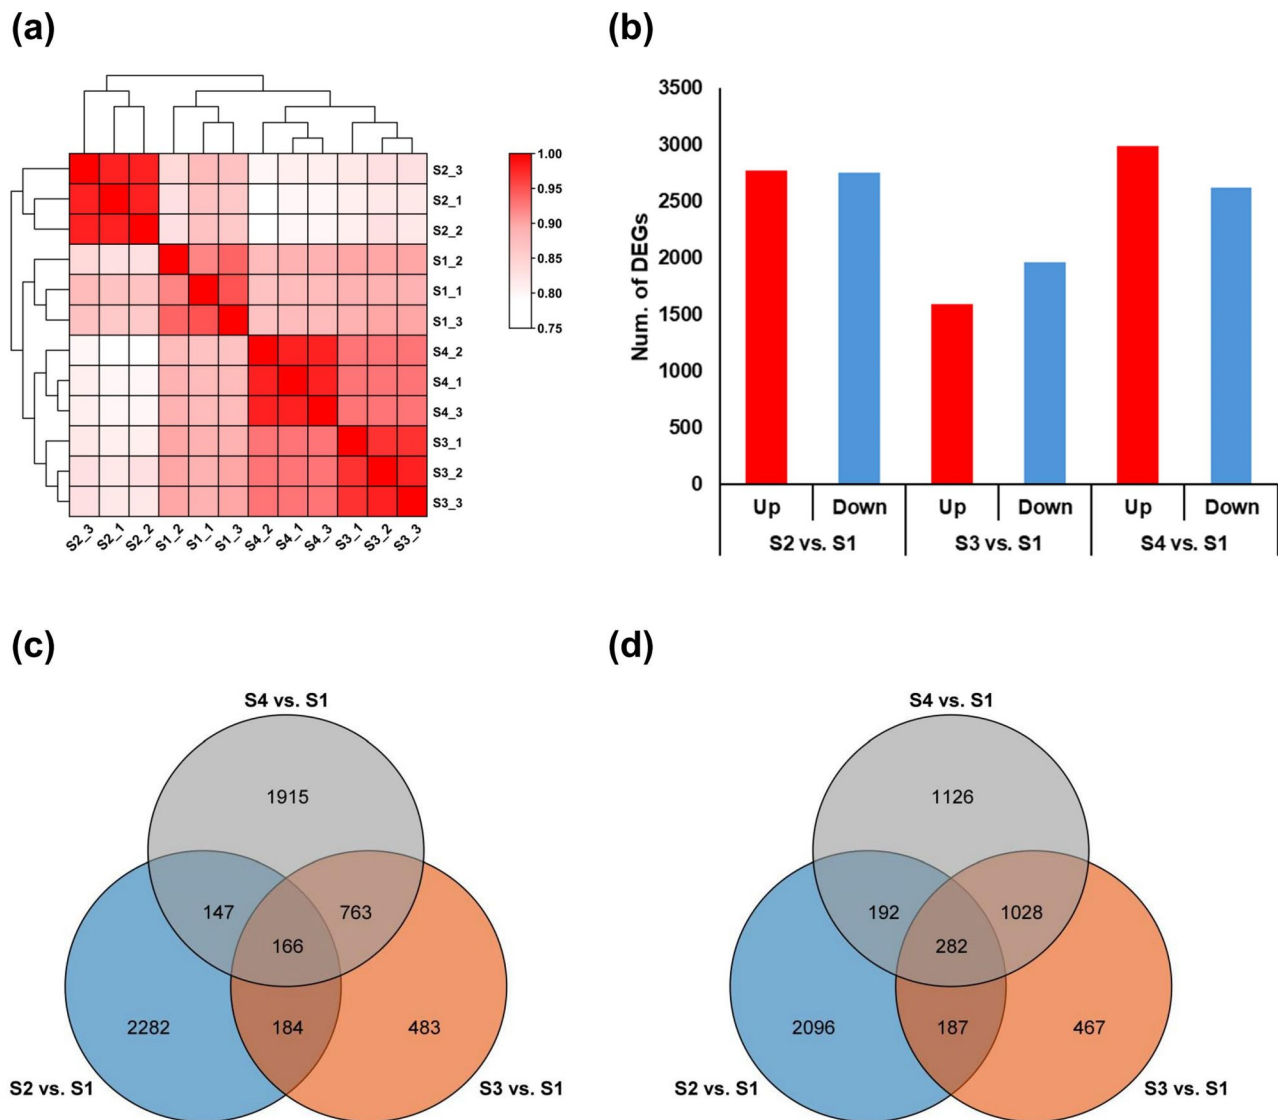 (a)
S2_3
S2_1
S2_2
S1_2
S1_1
S1_3
S4_2
S4_1
S4_3
S3_1
S3_2
S3_3
S2_3 S2_1 S2_2 S1_2 S1_1 S1_3 S4_2 S4_1 S4_3 S3_1 S3_2 S3_3
1.00
0.95
0.90
0.85
0.80
0.75
(b)
Num. of DEGs
3500
3000
2500
2000
1500
1000
500
0
Up Down Up Down Up Down
S2 vs. S1 S3 vs. S1 S4 vs. S1
(c)
S4 vs. S1
1915
147 763
166
2282 184 483
S2 vs. S1 S3 vs. S1
(d)
S4 vs. S1
1126
192 1028
282
2096 187 467
S2 vs. S1 S3 vs. S1